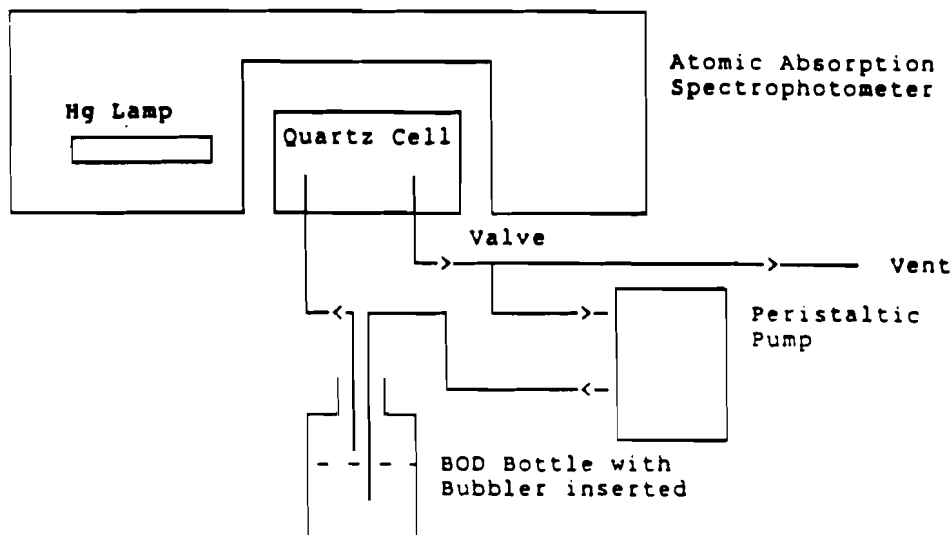 Atomic Absorption
Spectrophotometer
Hg Lamp
Quartz Cell
Valve
Vent
Peristaltic
Pump
BOD Bottle with
Bubbler inserted